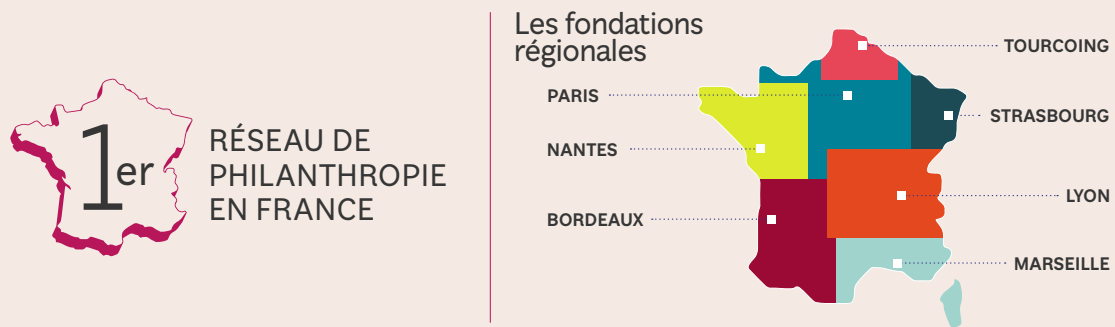 1er
RÉSEAU DE
PHILANTHROPIE
EN FRANCE
Les fondations
régionales
TOURCOING
PARIS
STRASBOURG
NANTES
LYON
BORDEAUX
MARSEILLE